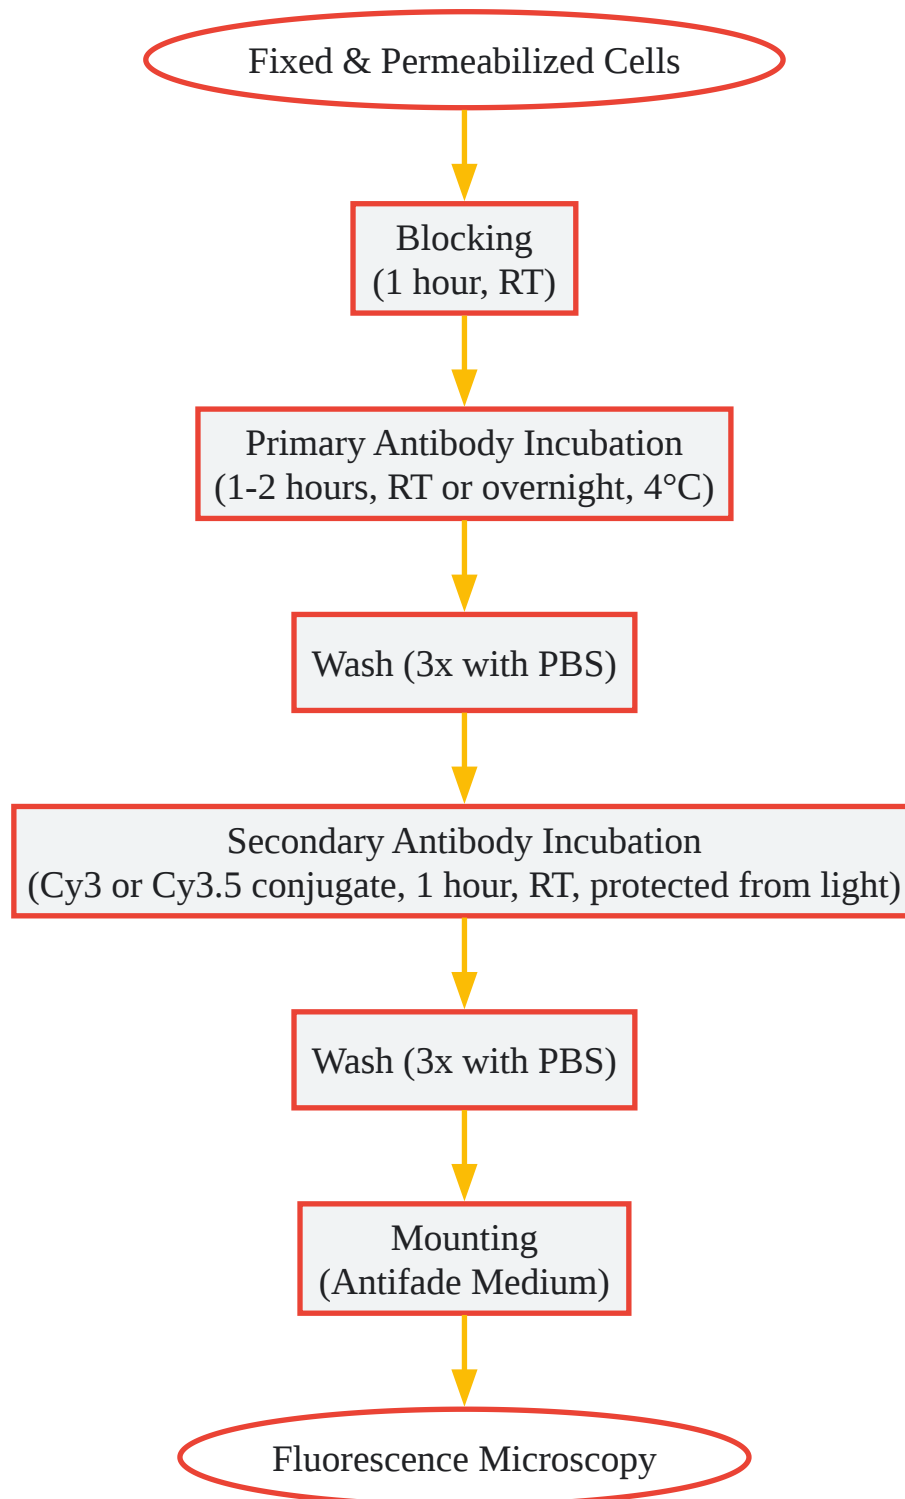 Fixed & Permeabilized Cells
Blocking
(1 hour, RT)
Primary Antibody Incubation
(1-2 hours, RT or overnight, 4°C)
Wash (3x with PBS)
Secondary Antibody Incubation
(Cy3 or Cy3.5 conjugate, 1 hour, RT, protected from light)
Wash (3x with PBS)
Mounting
(Antifade Medium)
Fluorescence Microscopy